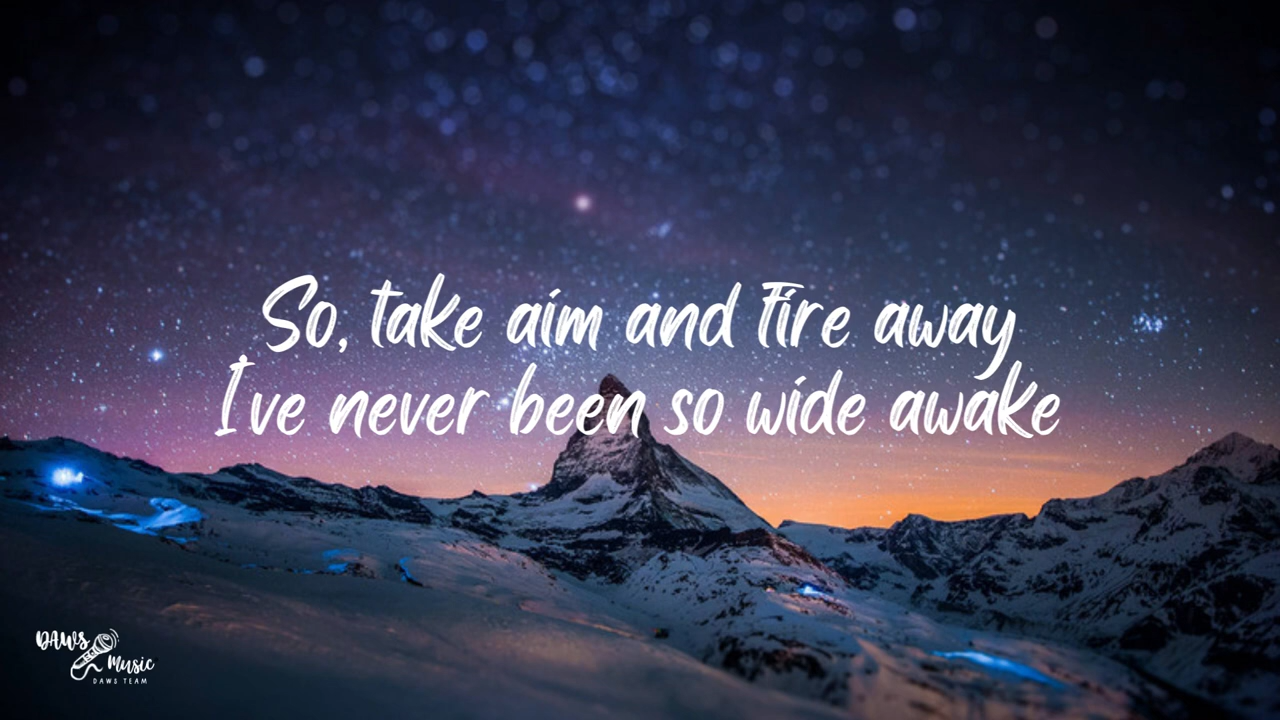 So, take aim and fire away
I've never been so wide awake
DAWS
Music
DAWS TEAM